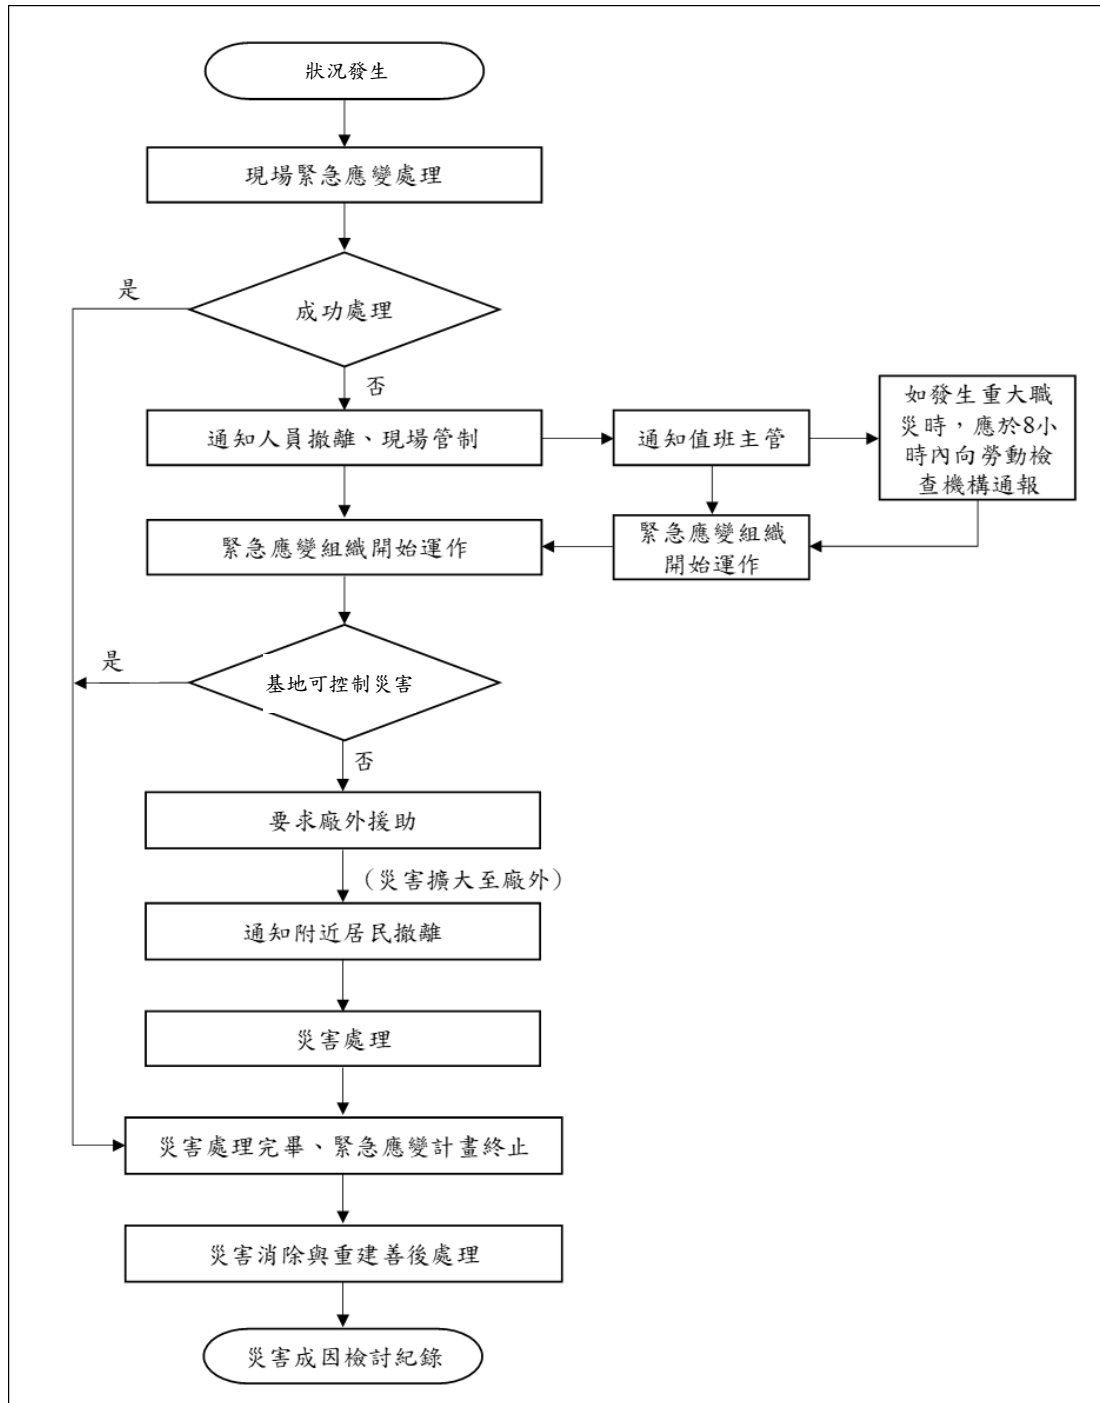 狀況發生
現場緊急應變處理
是
成功處理
否
通知人員撤離、現場管制
通知值班主管
如發生重大職
災時，應於8小
時內向勞動檢
查機構通報
緊急應變組織開始運作
緊急應變組織
開始運作
是
基地可控制災害
否
要求廠外援助
（災害擴大至廠外）
通知附近居民撤離
災害處理
災害處理完畢、緊急應變計畫終止
災害消除與重建善後處理
災害成因檢討紀錄